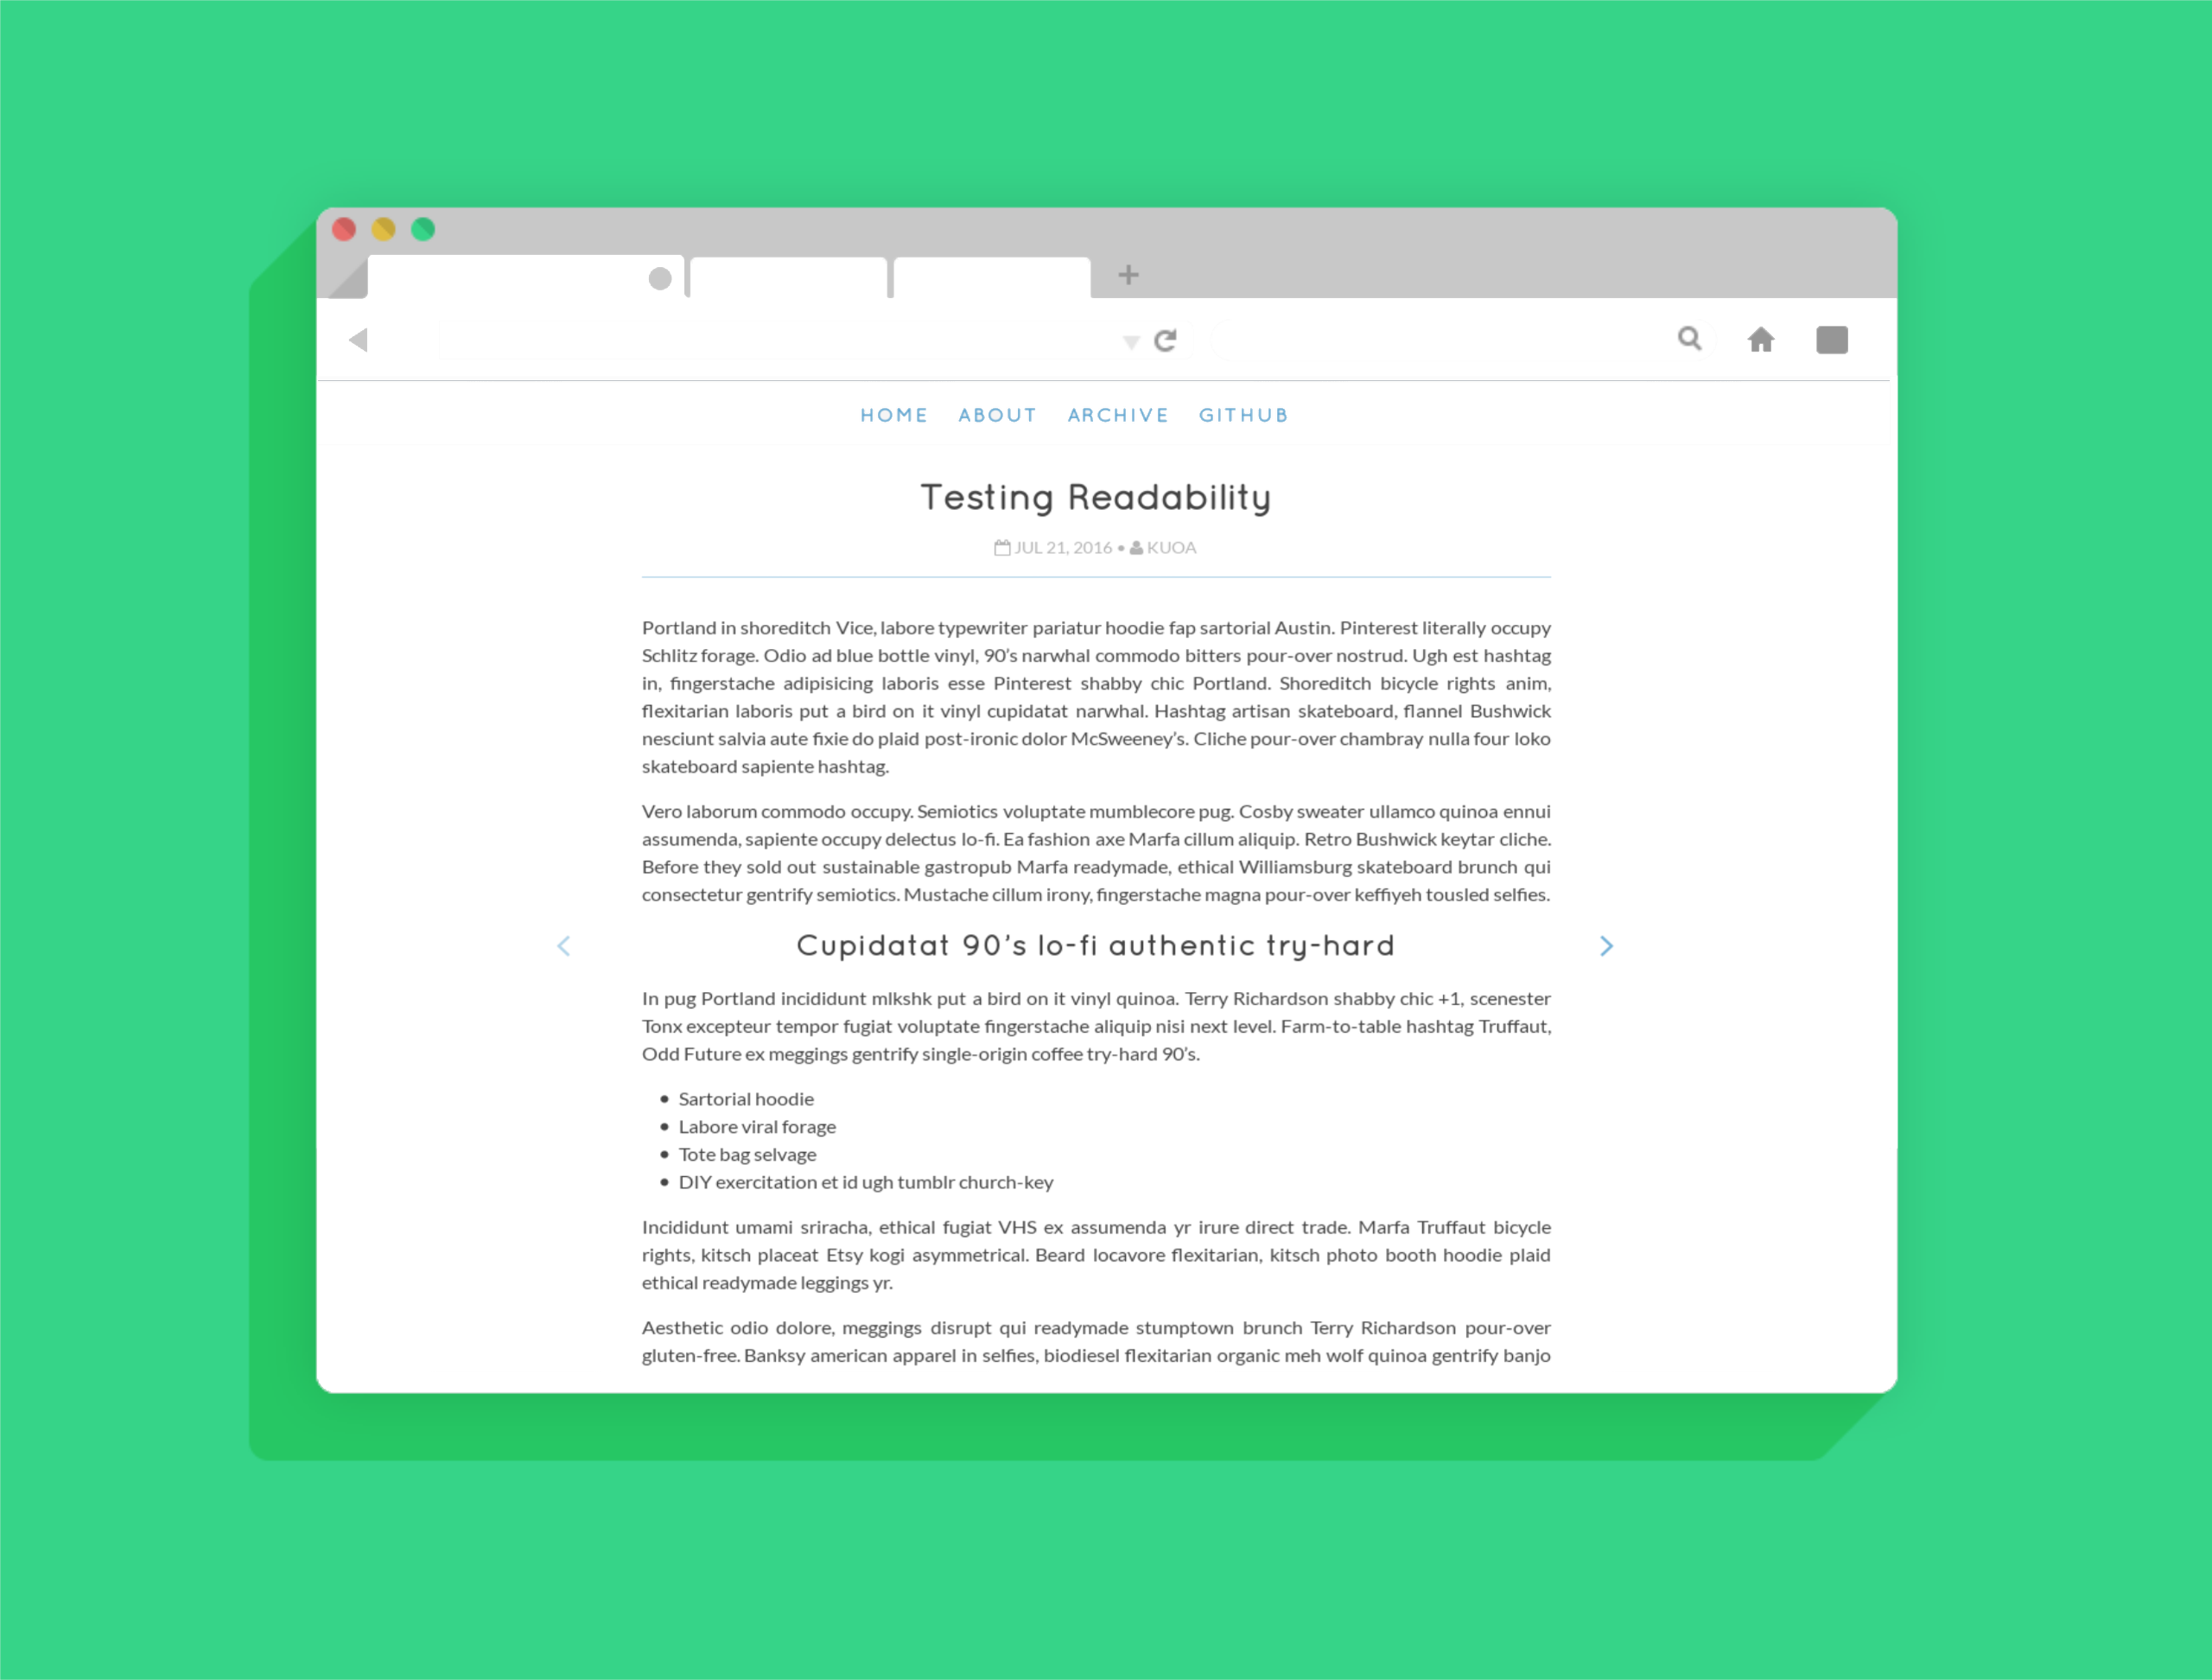 HOME ABOUT ARCHIVE GITHUB
Testing Readability
JUL 21, 2016 • KUOA
Portland in shoreditch Vice, labore typewriter pariatur hoodie fap sartorial Austin. Pinterest literally occupy
Schlitz forage. Odio ad blue bottle vinyl, 90's narwhal commodo bitters pour-over nostrud. Ugh est hashtag
in, fingerstache adipisicing laboris esse Pinterest shabby chic Portland. Shoreditch bicycle rights anim,
flexitarian laboris put a bird on it vinyl cupidatat narwhal. Hashtag artisan skateboard, flannel Bushwick
nesciunt salvia aute fixie do plaid post-ironic dolor McSweeney's. Cliche pour-over chambray nulla four loko
skateboard sapiente hashtag.
Vero laborum commodo occupy. Semiotics voluptate mumblecore pug. Cosby sweater ullamco quinoa ennui
assumenda, sapiente occupy delectus lo-fi. Ea fashion axe Marfa cillum aliquip. Retro Bushwick keytar cliche.
Before they sold out sustainable gastropub Marfa readymade, ethical Williamsburg skateboard brunch qui
consectetur gentrify semiotics. Mustache cillum irony, fingerstache magna pour-over keffiyeh tousled selfies.
Cupidatat 90's lo-fi authentic try-hard
In pug Portland incididunt mlkshk put a bird on it vinyl quinoa. Terry Richardson shabby chic +1, scenester
Tonx excepteur tempor fugiat voluptate fingerstache aliquip nisi next level. Farm-to-table hashtag Truffaut,
Odd Future ex meggings gentrify single-origin coffee try-hard 90's.
• Sartorial hoodie
• Labore viral forage
• Tote bag selvage
• DIY exercitation et id ugh tumblr church-key
Incididunt umami sriracha, ethical fugiat VHS ex assumenda yr irure direct trade. Marfa Truffaut bicycle
rights, kitsch placeat Etsy kogi asymmetrical. Beard locavore flexitarian, kitsch photo booth hoodie plaid
ethical readymade leggings yr.
Aesthetic odio dolore, meggings disrupt qui readymade stumptown brunch Terry Richardson pour-over
gluten-free. Banksy american apparel in selfies, biodiesel flexitarian organic meh wolf quinoa gentrify banjo